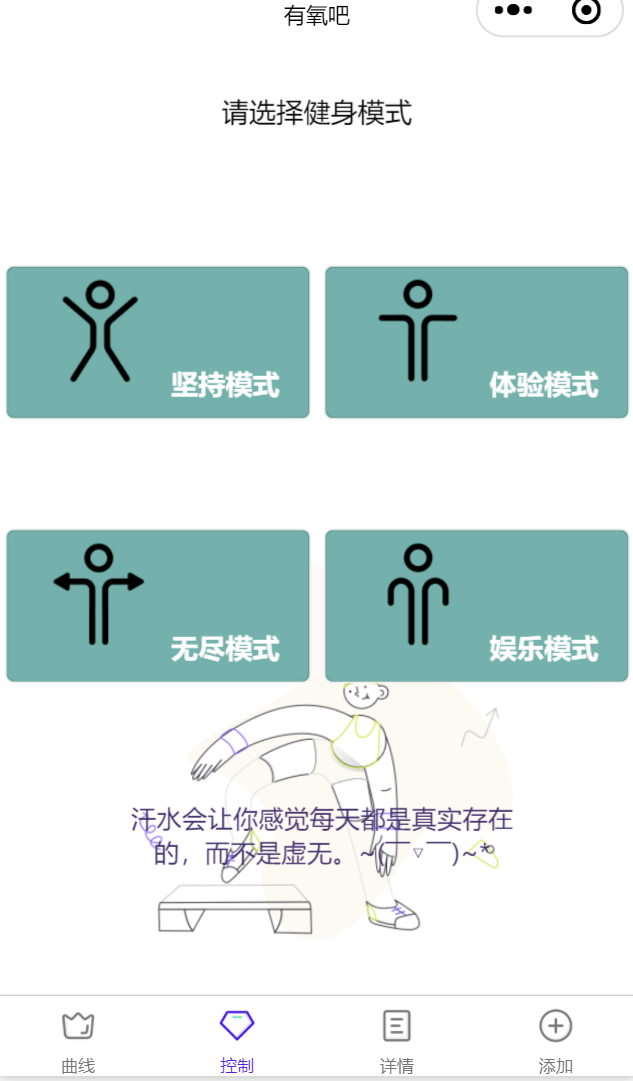 有氧吧
请选择健身模式
坚持模式
体验模式
无尽模式
娱乐模式
汗水会让你感觉每天都是真实存在
的，而不是虚无。~(￣▽￣)~*
曲线
控制
详情
添加